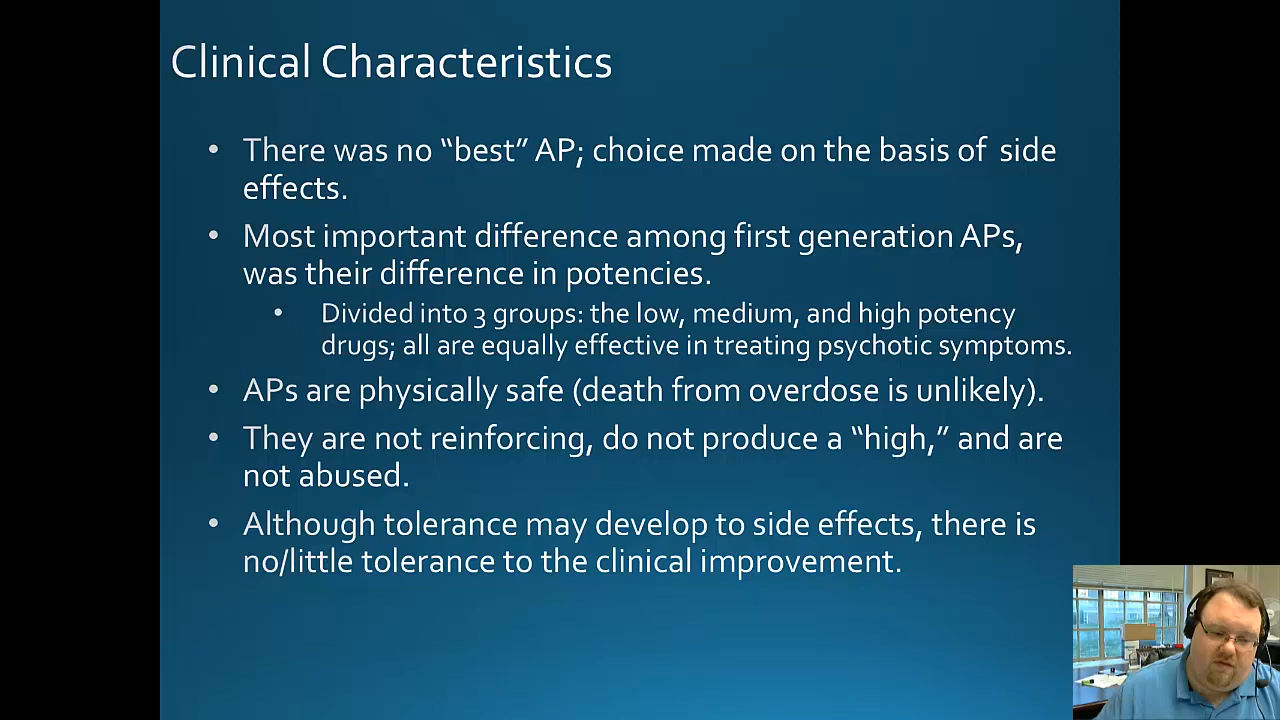 Clinical Characteristics
• There was no “best” AP; choice made on the basis of side
effects.
• Most important difference among first generation APs,
was their difference in potencies.
• Divided into 3 groups: the low, medium, and high potency
drugs; all are equally effective in treating psychotic symptoms.
• APs are physically safe (death from overdose is unlikely).
• They are not reinforcing, do not produce a “high,” and are
not abused.
• Although tolerance may develop to side effects, there is
no/little tolerance to the clinical improvement.